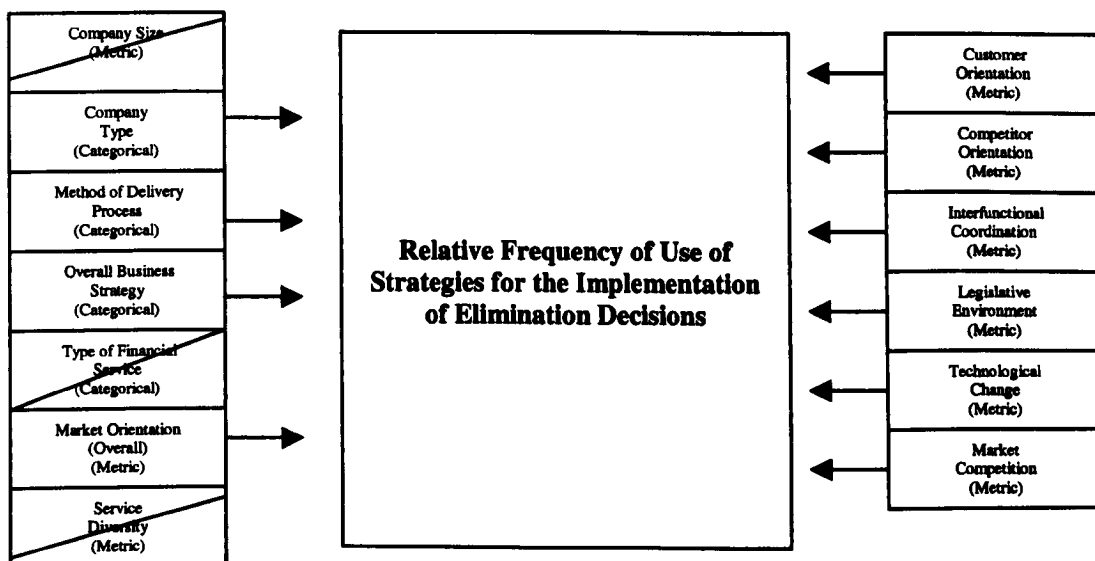 Company Size
(Metric)
Company
Type
(Categorical)
Method of Delivery
Process
(Categorical)
Overall Business
Strategy
(Categorical)
Type of Financial
Service
(Categorical)
Market Orientation
(Overall)
(Metric)
Service
Diversity
(Metric)
Relative Frequency of Use of
Strategies for the Implementation
of Elimination Decisions
Customer
Orientation
(Metric)
Competitor
Orientation
(Metric)
Interfunctional
Coordination
(Metric)
Legislative
Environment
(Metric)
Technological
Change
(Metric)
Market
Competition
(Metric)